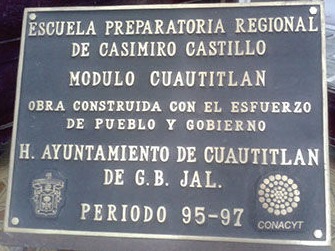 ESCUELA PREPARATORIA REGIONAL
DE CASIMIRO CASTILLO
MODULO CUAUTITLAN
OBRA CONSTRUIDA CON EL ESFUERZO
DE PUEBLO Y GOBIERNO
H. AYUNTAMIENTO DE CUAUTITLAN
DE G.B. JAL.
PERIODO 95-97
CONACYT